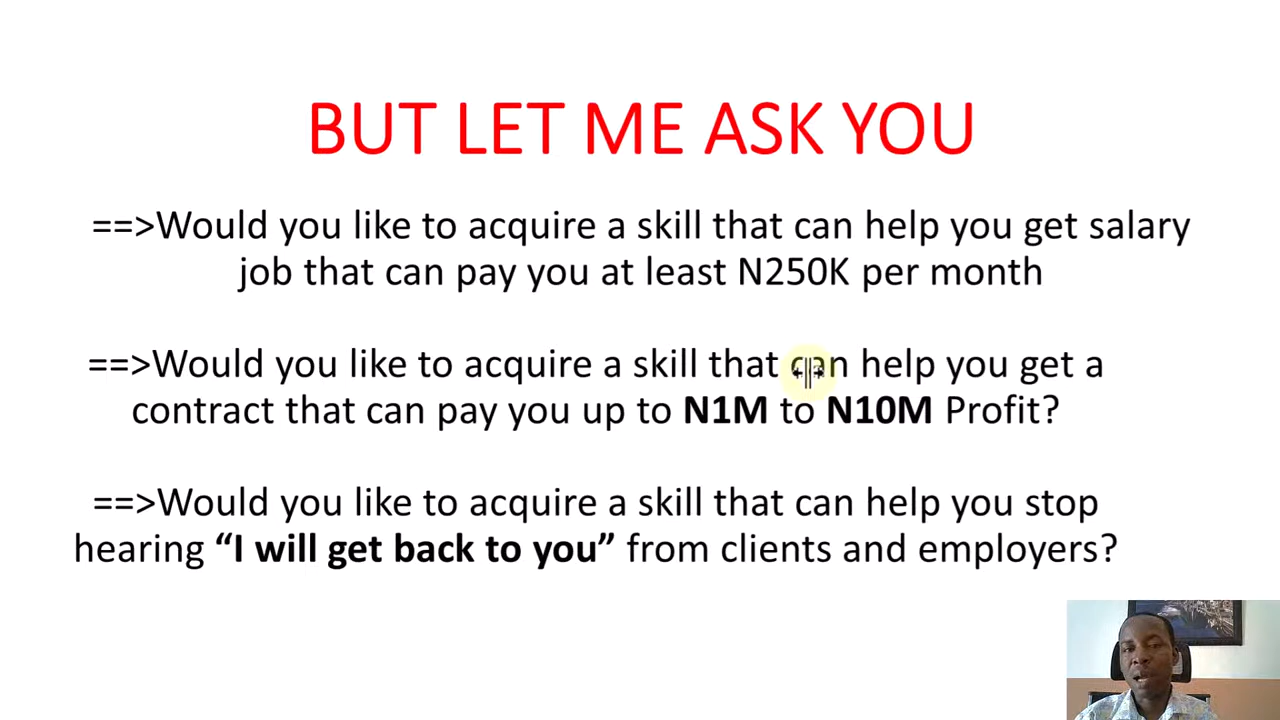 BUT LET ME ASK YOU
==>Would you like to acquire a skill that can help you get salary
job that can pay you at least N250K per month
==>Would you like to acquire a skill that can help you get a
contract that can pay you up to N1M to N10M Profit?
==>Would you like to acquire a skill that can help you stop
hearing “I will get back to you” from clients and employers?